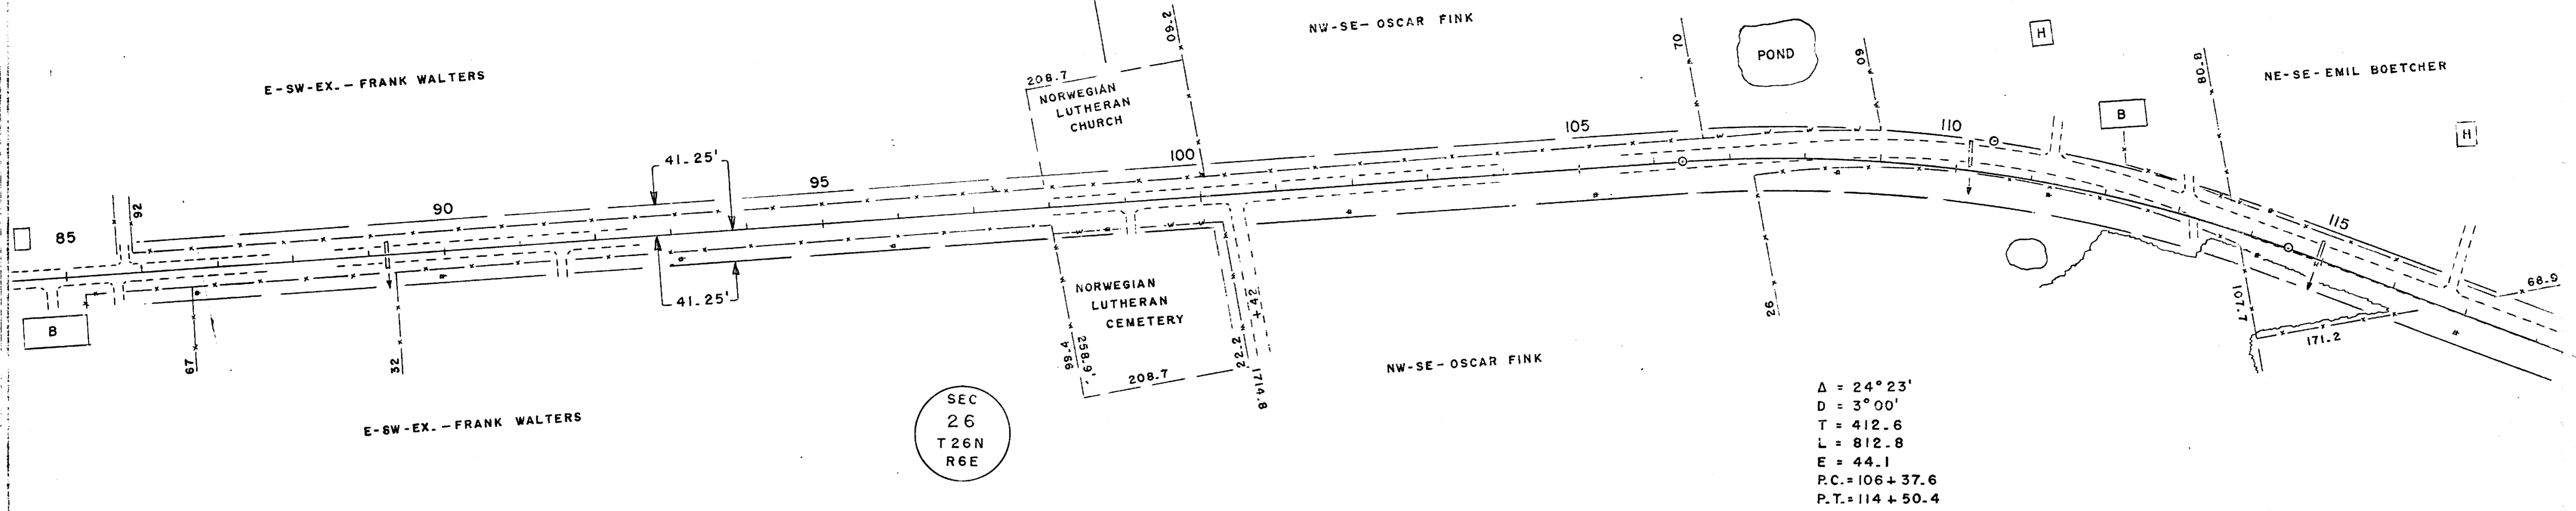 E-SW-EX.-FRANK WALTERS
NW-SE-OSCAR FINK
NE-SE-EMIL BOETCHER
208.7
NORWEGIAN
LUTHERAN
CHURCH
09.2
70
POND
60
H
B
80.8
H
85
92
90
41.25'
95
100
105
110
115
68.9
B
67
32
41.25'
NORWEGIAN
LUTHERAN
CEMETERY
99.4
258.9'
208.7
22.2
+42
1714.8
26
107.7
171.2
NW-SE-OSCAR FINK
E-SW-EX.-FRANK WALTERS
SEC
26
T26N
R6E
Δ = 24°23'
D = 3°00'
T = 412.6
L = 812.8
E = 44.1
P.C.=106+37.6
P.T.=114+50.4